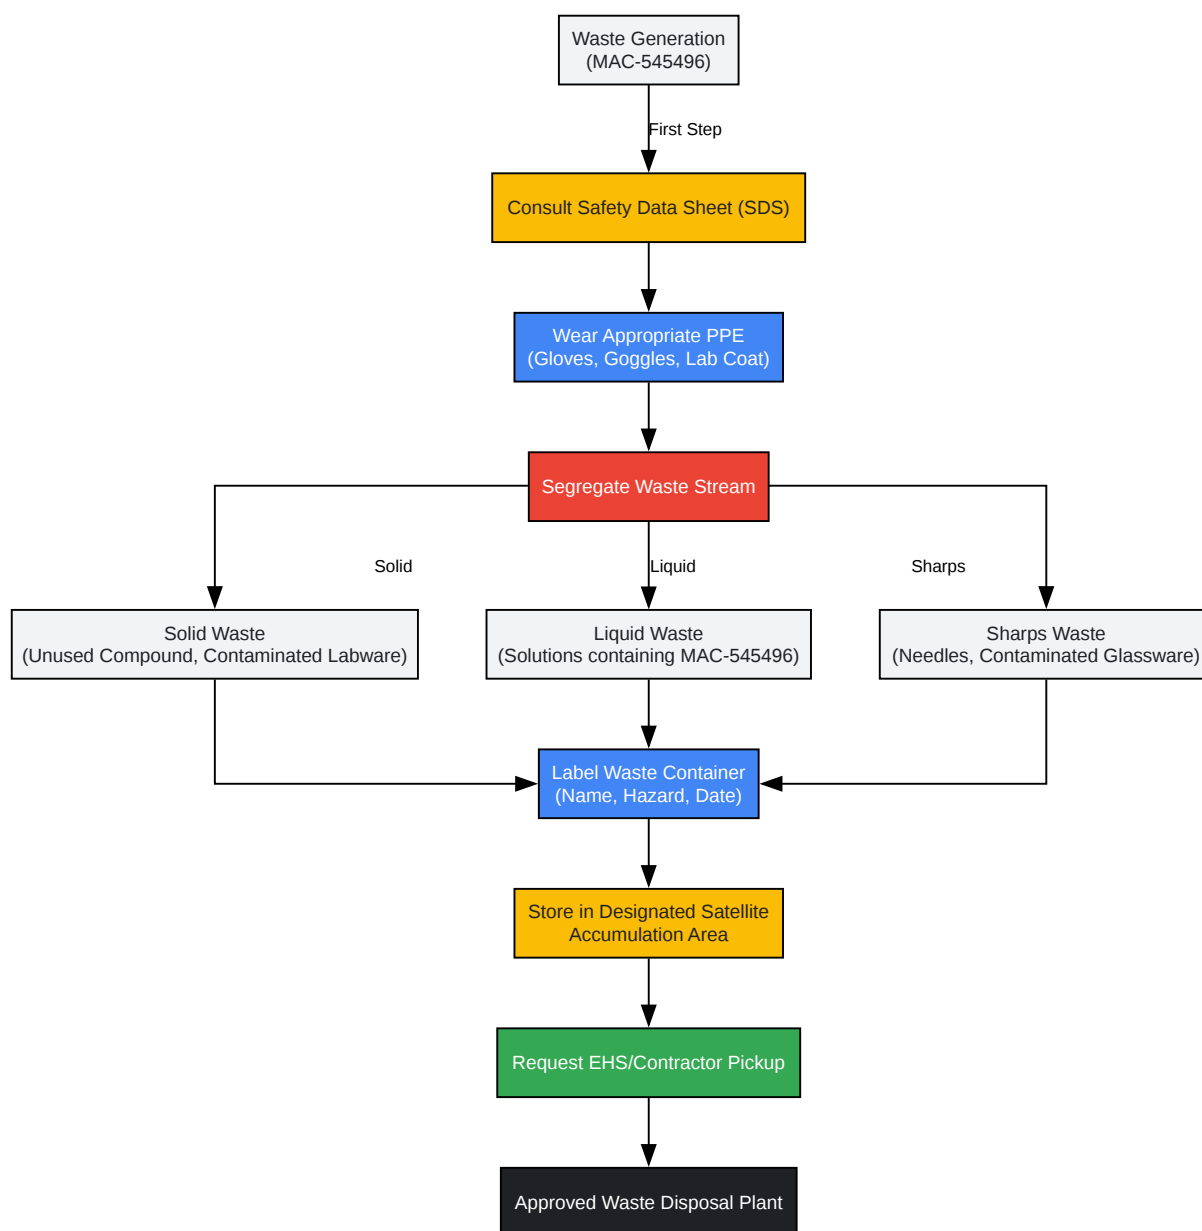 Waste Generation
(MAC-545496)
First Step
Consult Safety Data Sheet (SDS)
Wear Appropriate PPE
(Gloves, Goggles, Lab Coat)
Segregate Waste Stream
Solid
Liquid
Sharps
Solid Waste
(Unused Compound, Contaminated Labware)
Liquid Waste
(Solutions containing MAC-545496)
Sharps Waste
(Needles, Contaminated Glassware)
Label Waste Container
(Name, Hazard, Date)
Store in Designated Satellite
Accumulation Area
Request EHS/Contractor Pickup
Approved Waste Disposal Plant